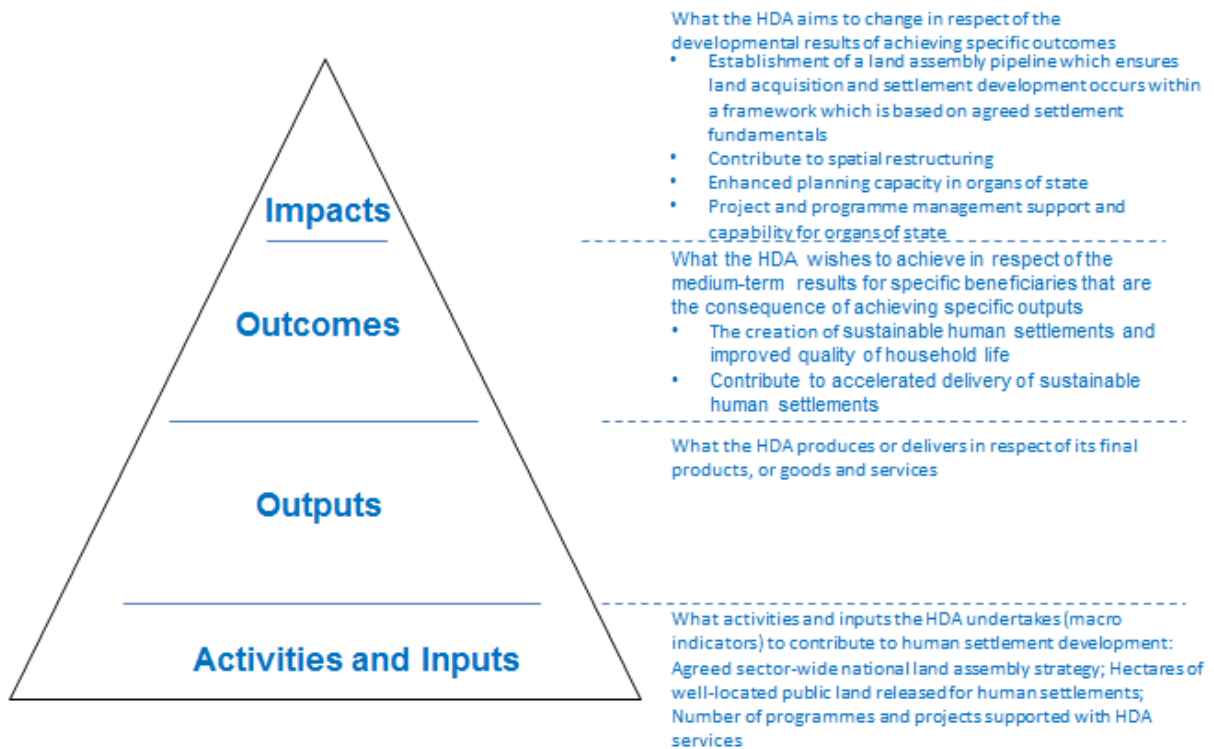 What the HDA aims to change in respect of the
developmental results of achieving specific outcomes
• Establishment of a land assembly pipeline which ensures
land acquisition and settlement development occurs within
a framework which is based on agreed settlement
fundamentals
• Contribute to spatial restructuring
• Enhanced planning capacity in organs of state
• Project and programme management support and
capability for organs of state
Impacts
What the HDA wishes to achieve in respect of the
medium-term results for specific beneficiaries that are
the consequence of achieving specific outputs
• The creation of sustainable human settlements and
improved quality of household life
• Contribute to accelerated delivery of sustainable
human settlements
Outcomes
What the HDA produces or delivers in respect of its final
products, or goods and services
Outputs
What activities and inputs the HDA undertakes (macro
indicators) to contribute to human settlement development:
Agreed sector-wide national land assembly strategy; Hectares of
well-located public land released for human settlements;
Number of programmes and projects supported with HDA
services
Activities and Inputs